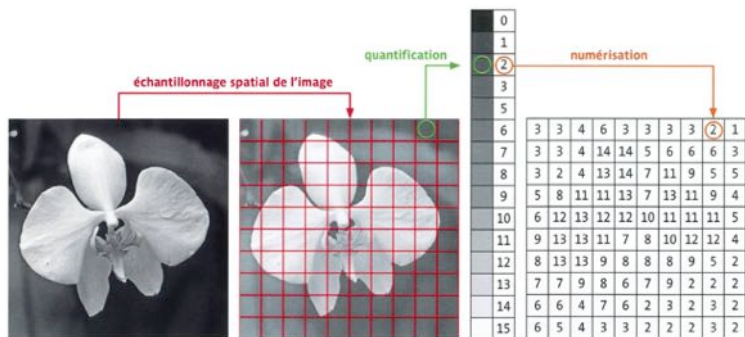 échantillonnage spatial de l'image
quantification
numérisation
0
1
2
3
5
6
7
8
9
10
11
12
13
14
15
3 3 4 6 3 3 3 3 2 1
3 3 4 14 14 5 6 6 6 3
3 2 4 13 14 7 11 9 5 5
5 8 11 11 13 7 13 11 9 4
6 12 13 12 12 10 11 11 11 5
9 13 13 11 7 8 10 12 12 4
8 13 13 9 8 8 8 9 5 2
7 7 9 8 6 7 9 2 2 2
6 6 4 7 6 2 3 2 3 2
6 5 4 3 3 2 2 2 3 2